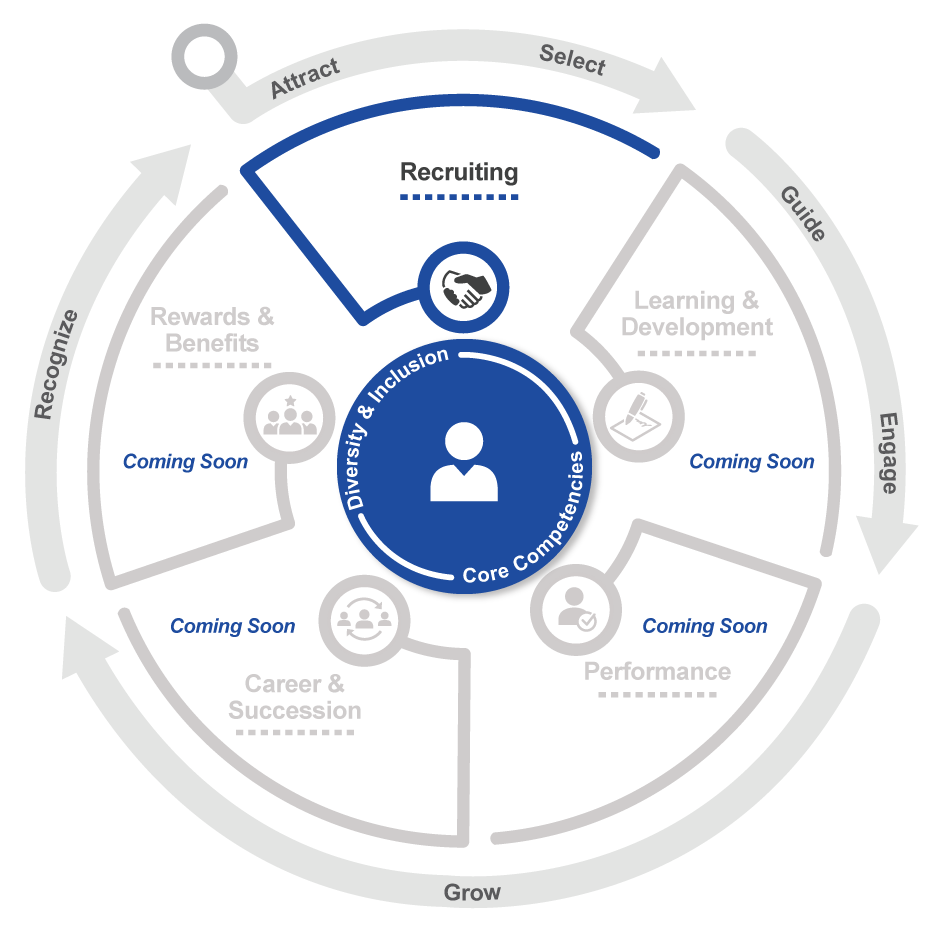 Attract
Select
Recruiting
Guide
Learning &
Development
Coming Soon
Engage
Performance
Coming Soon
Grow
Career &
Succession
Coming Soon
Rewards &
Benefits
Coming Soon
Recognize
Diversity & Inclusion
Core Competencies